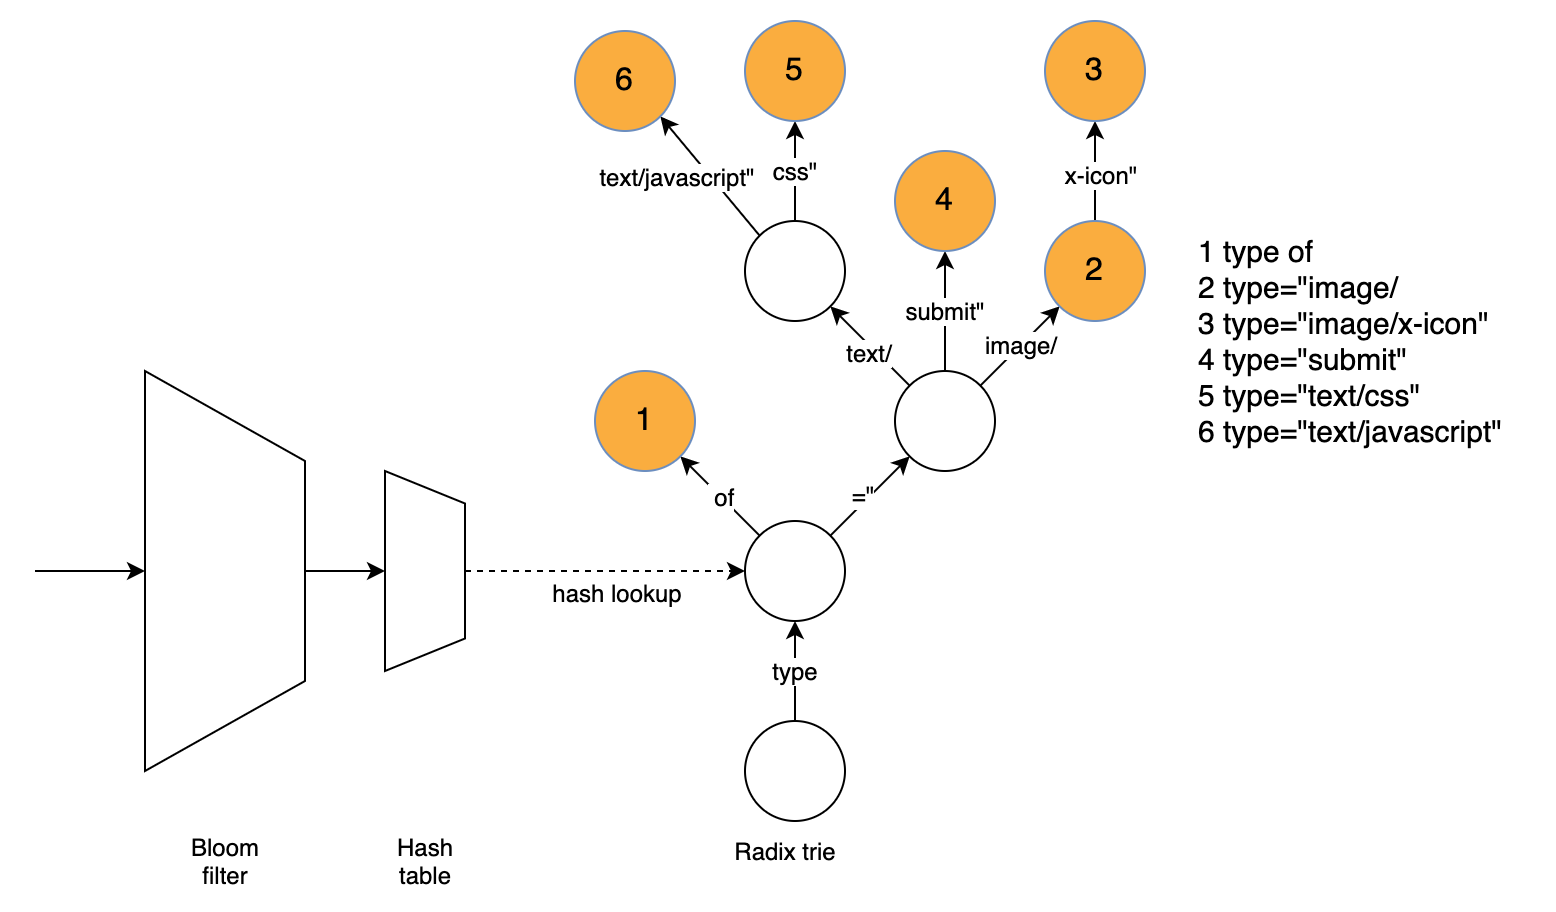 6
5
3
text/javascript"
css"
x-icon"
4
2
submit"
text/
image/
1 type of
2 type="image/
3 type="image/x-icon"
4 type="submit"
5 type="text/css"
6 type="text/javascript"
1
of
="
hash lookup
type
Bloom
filter
Hash
table
Radix trie